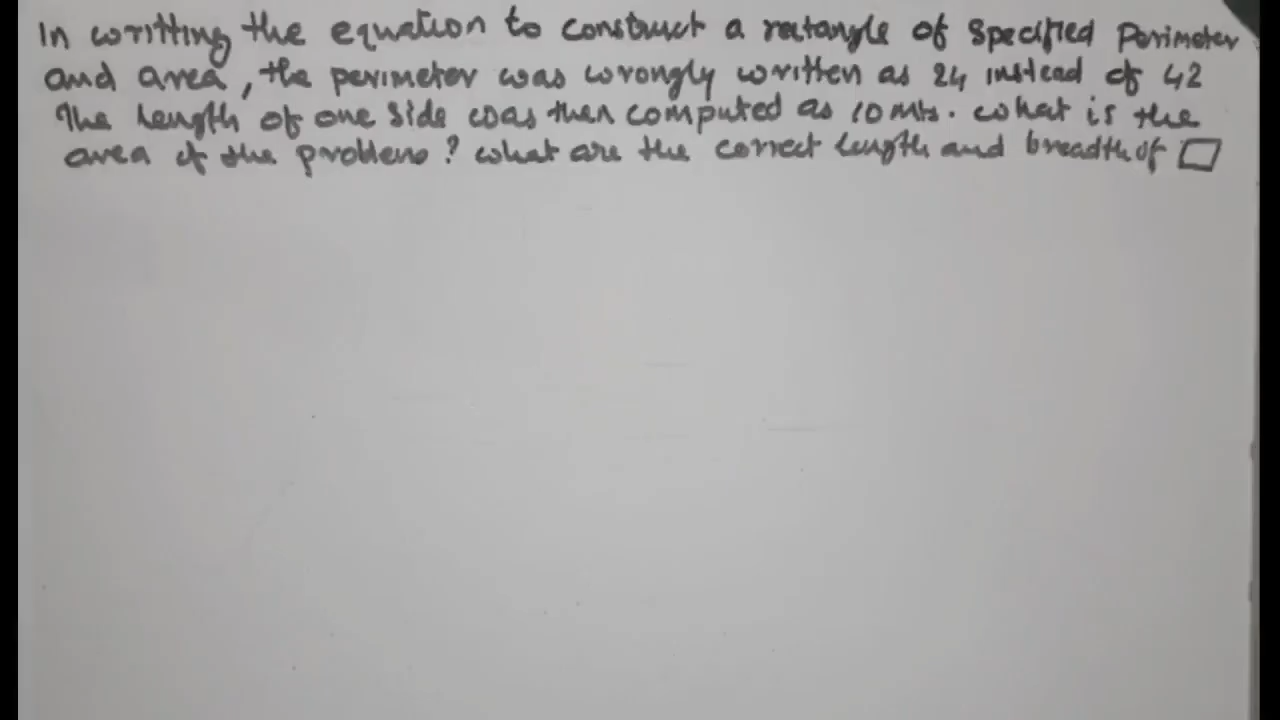 In writting the equation to construct a ratangle of specified perimeter
and area, the perimeter was wrongly written as 24 instead of 42
The length of one side was then computed as 10 mts. what is the
area of the problem? what are the correct length and breadth of